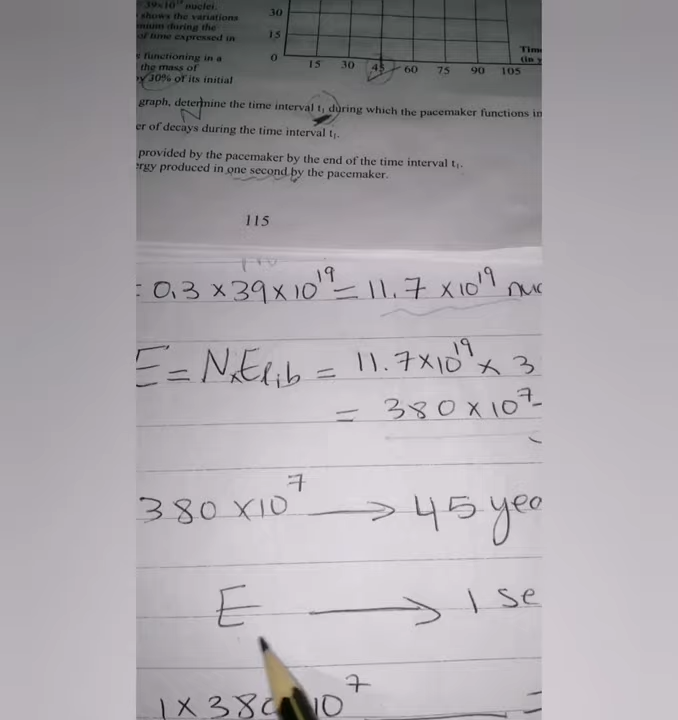 39×10¹⁹ nuclei.
shows the variations
during the
of time expressed in
functioning in a
the mass of
by 30% of its initial
30
15
0
15 30 45 60 75 90 105
Time
(in
graph, determine the time interval t₁ during which the pacemaker functions in
er of decays during the time interval t₁.
provided by the pacemaker by the end of the time interval t₁.
ergy produced in one second by the pacemaker.
115
= 0.3 × 39 × 10¹⁹ = 11.7 × 10¹⁹ nuc
E = N×Elib = 11.7×10¹⁹ × 3
= 380 × 10⁷
380 × 10⁷ → 45 yea
E → 1 se
1 × 380 × 10⁷ =